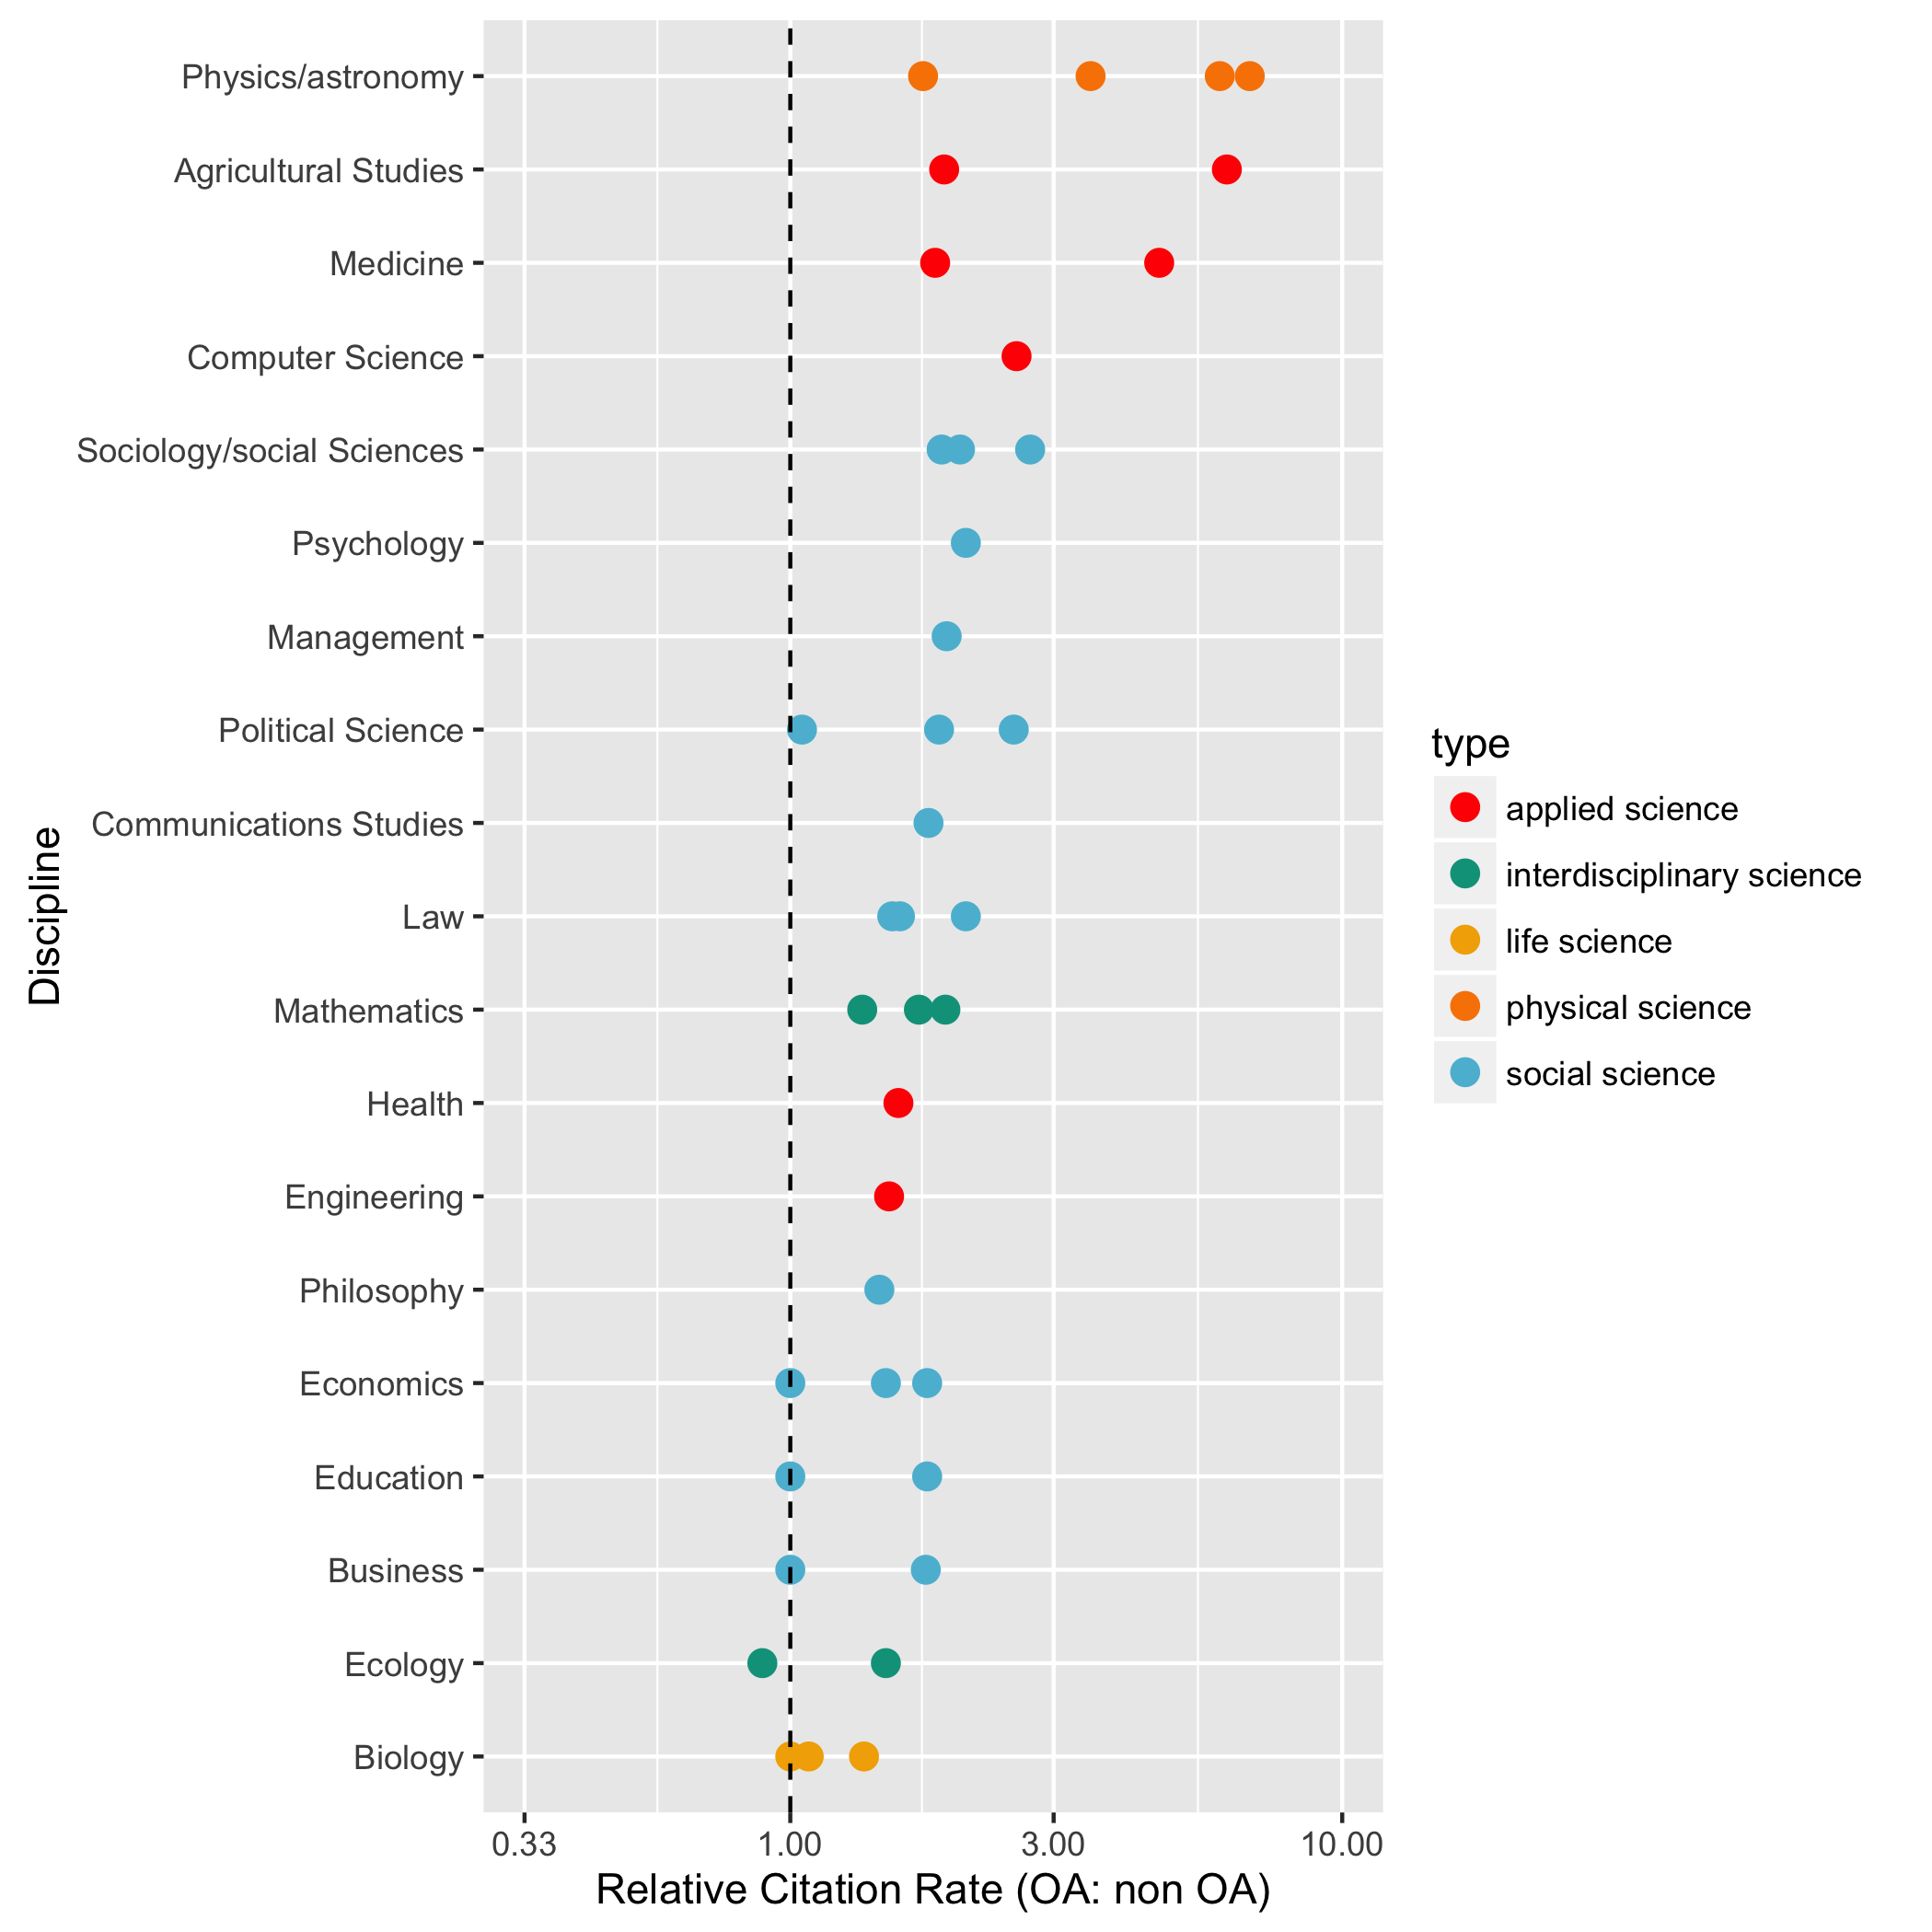 Physics/astronomy
Agricultural Studies
Medicine
Computer Science
Sociology/social Sciences
Psychology
Management
Political Science
Communications Studies
Law
Mathematics
Health
Engineering
Philosophy
Economics
Education
Business
Ecology
Biology
Discipline
0.33 1.00 3.00 10.00
Relative Citation Rate (OA: non OA)
type
applied science
interdisciplinary science
life science
physical science
social science